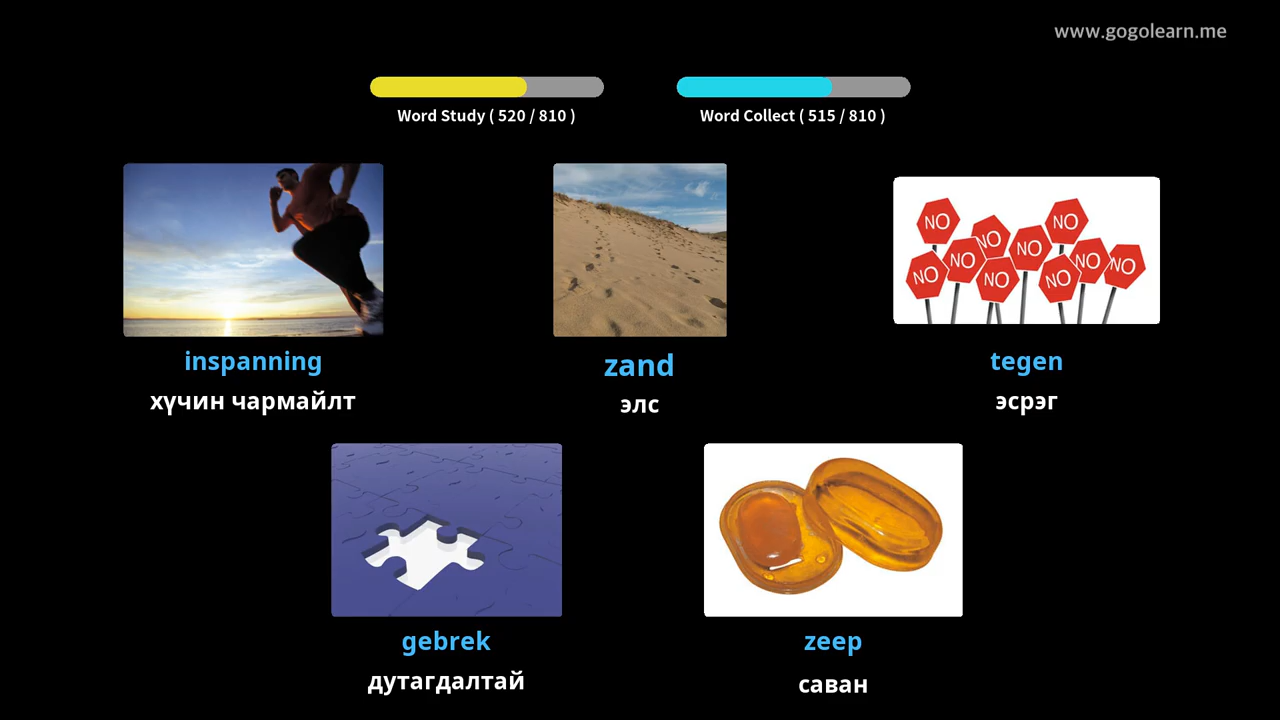 www.gogolearn.me
Word Study ( 520 / 810 )
Word Collect ( 515 / 810 )
NO NO NO NO NO NO NO NO NO NO
inspanning
хүчин чармайлт
zand
элс
tegen
эсрэг
gebrek
дутагдалтай
zeep
саван